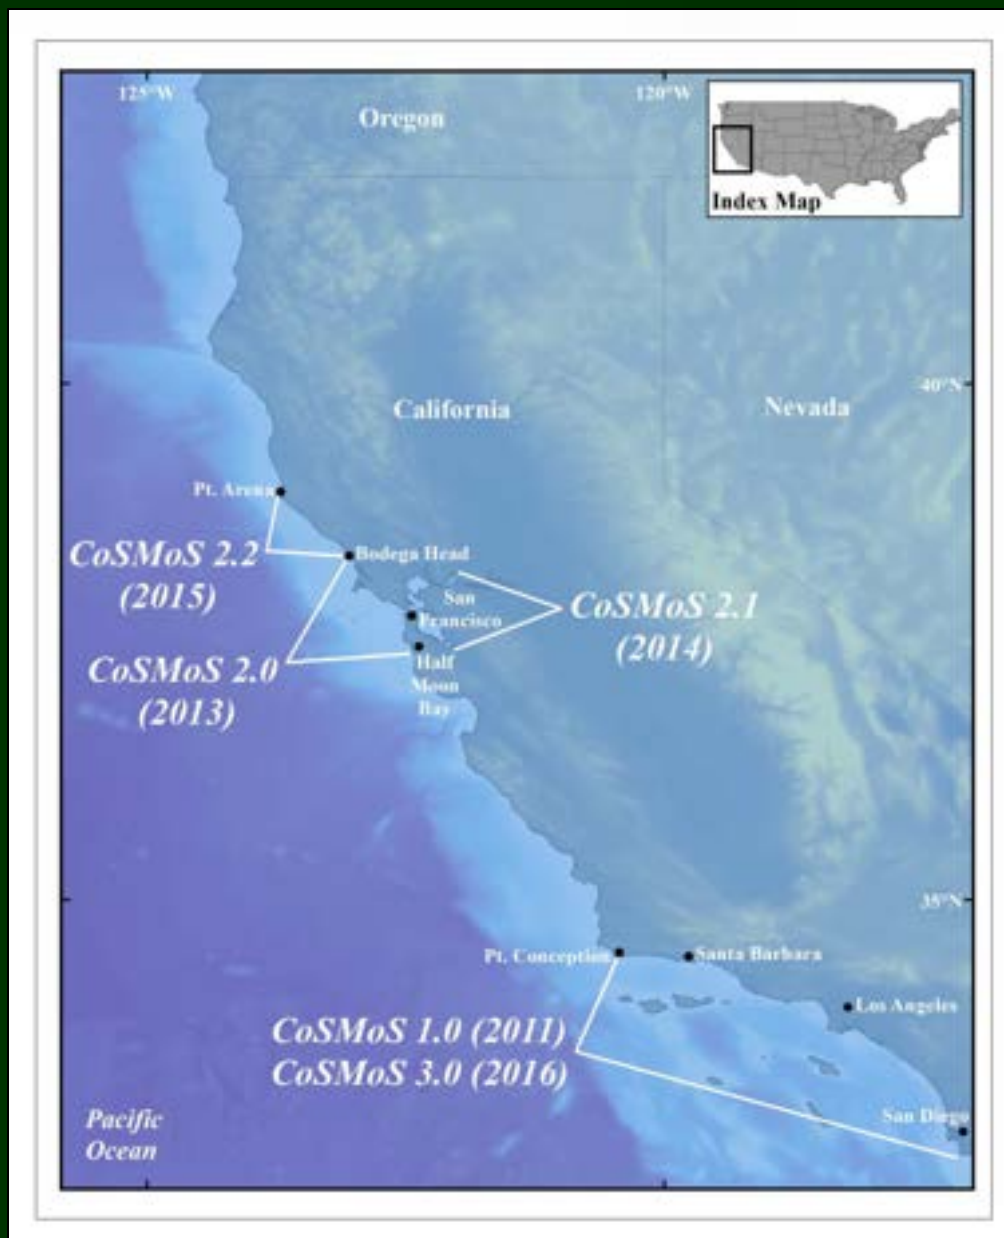 125°W
120°W
Oregon
Index Map
40°N
California
Nevada
Pt. Arena
CoSMoS 2.2
(2015)
Bodega Head
San
Francisco
CoSMoS 2.1
(2014)
CoSMoS 2.0
(2013)
Half
Moon
Bay
35°N
Pt. Conception
Santa Barbara
Los Angeles
CoSMoS 1.0 (2011)
CoSMoS 3.0 (2016)
San Diego
Pacific
Ocean